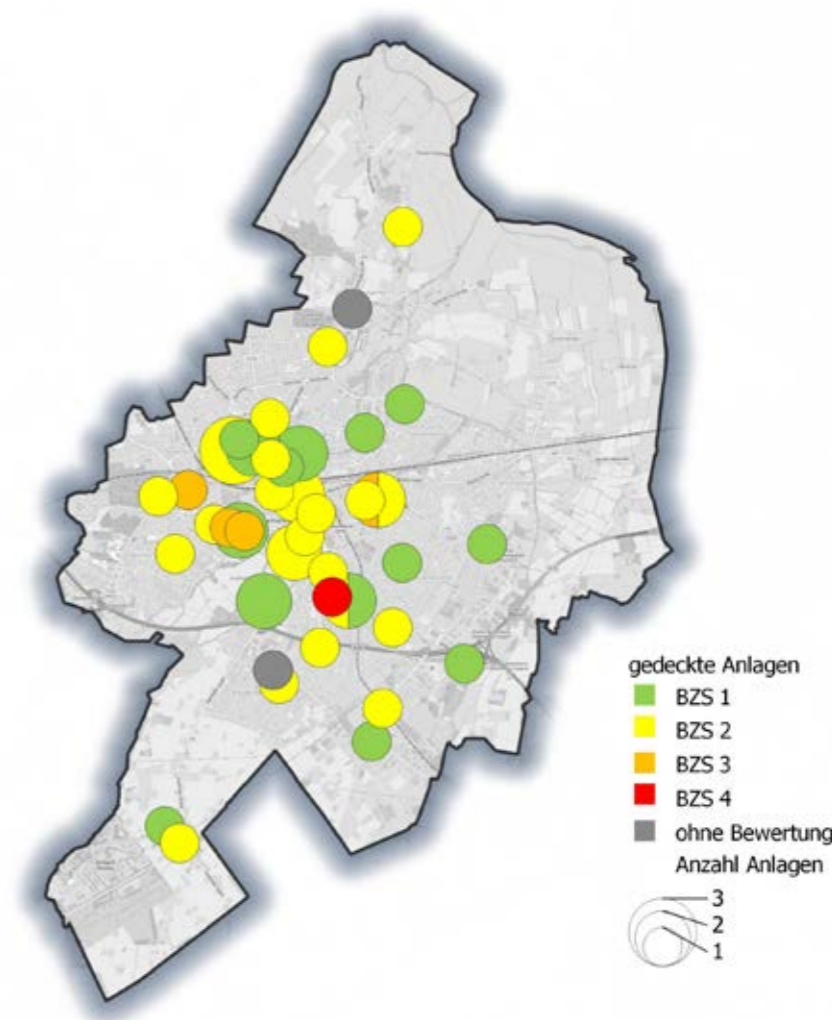 gedeckte Anlagen
BZS 1
BZS 2
BZS 3
BZS 4
ohne Bewertung
Anzahl Anlagen
3
2
1